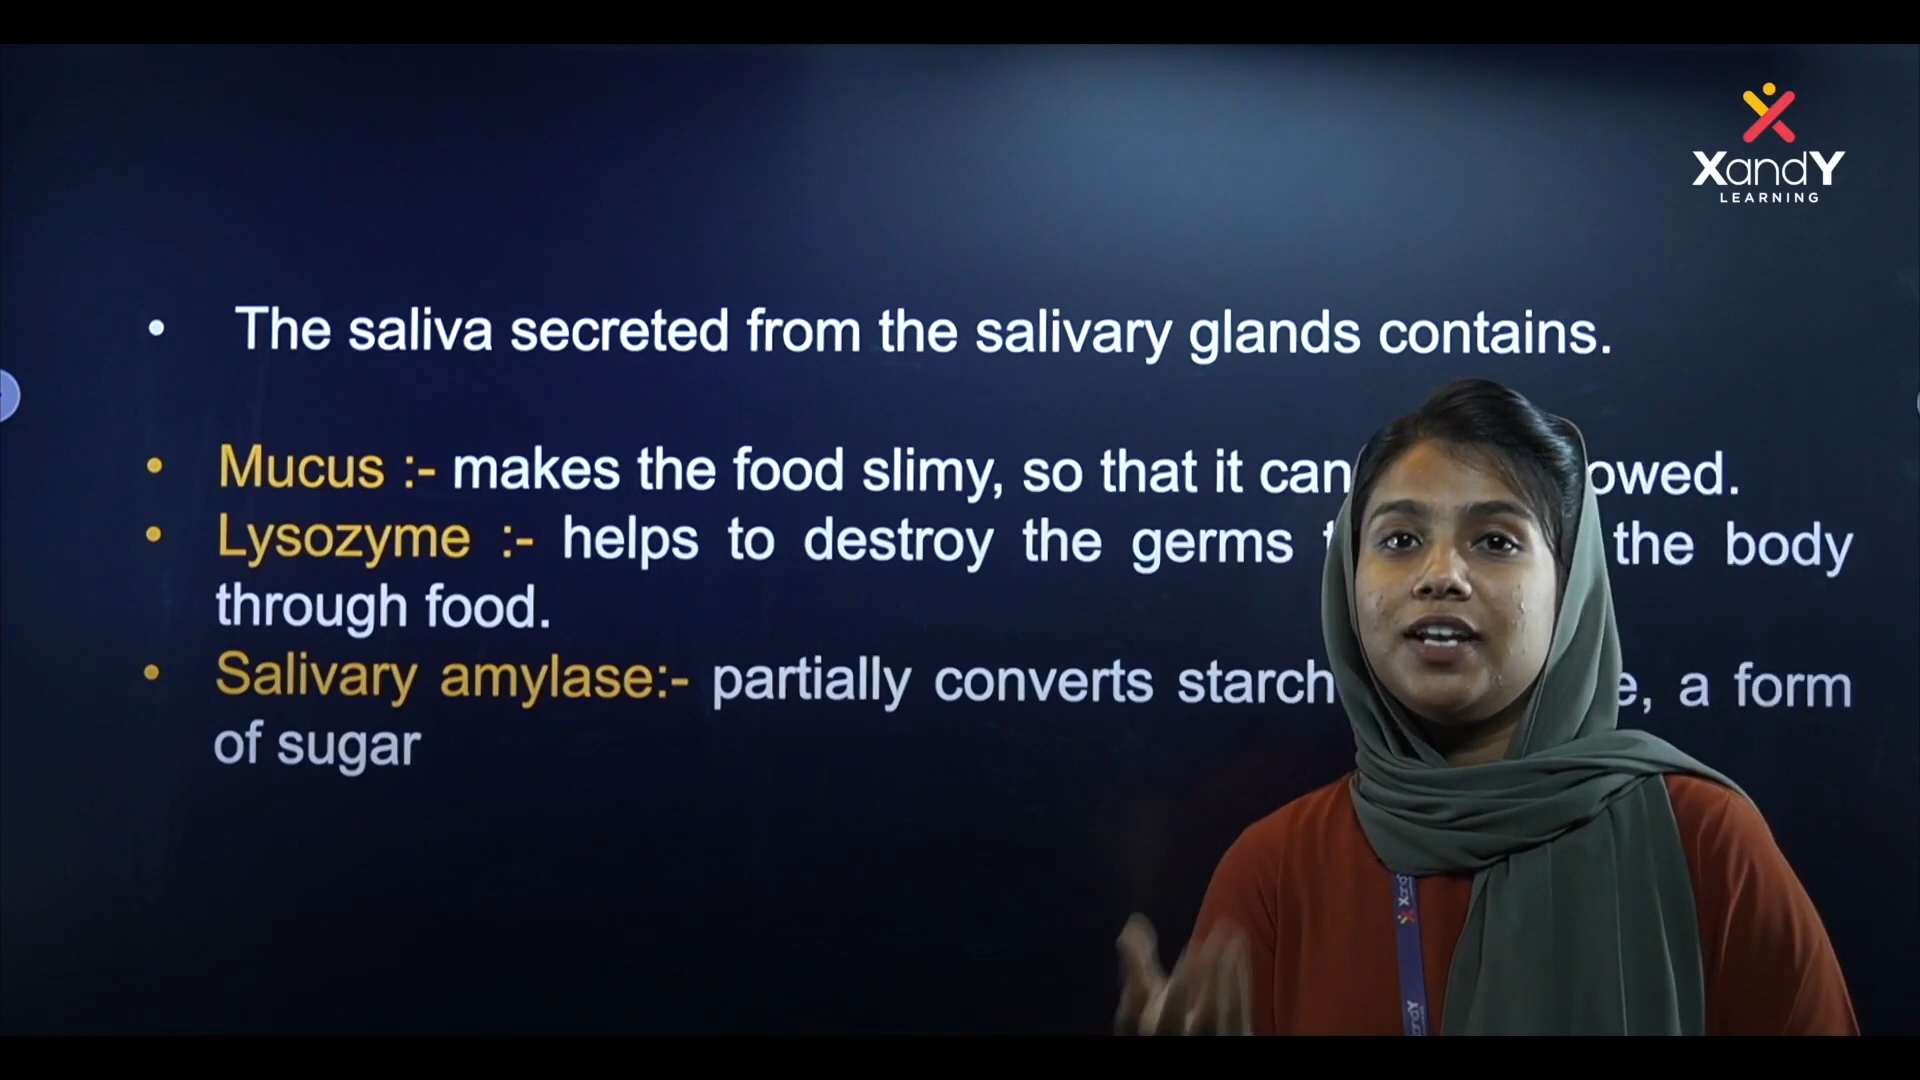 XandY
LEARNING
• The saliva secreted from the salivary glands contains.
• Mucus :- makes the food slimy, so that it can owed.
• Lysozyme :- helps to destroy the germs the body
through food.
• Salivary amylase:- partially converts starch e, a form
of sugar
XandY